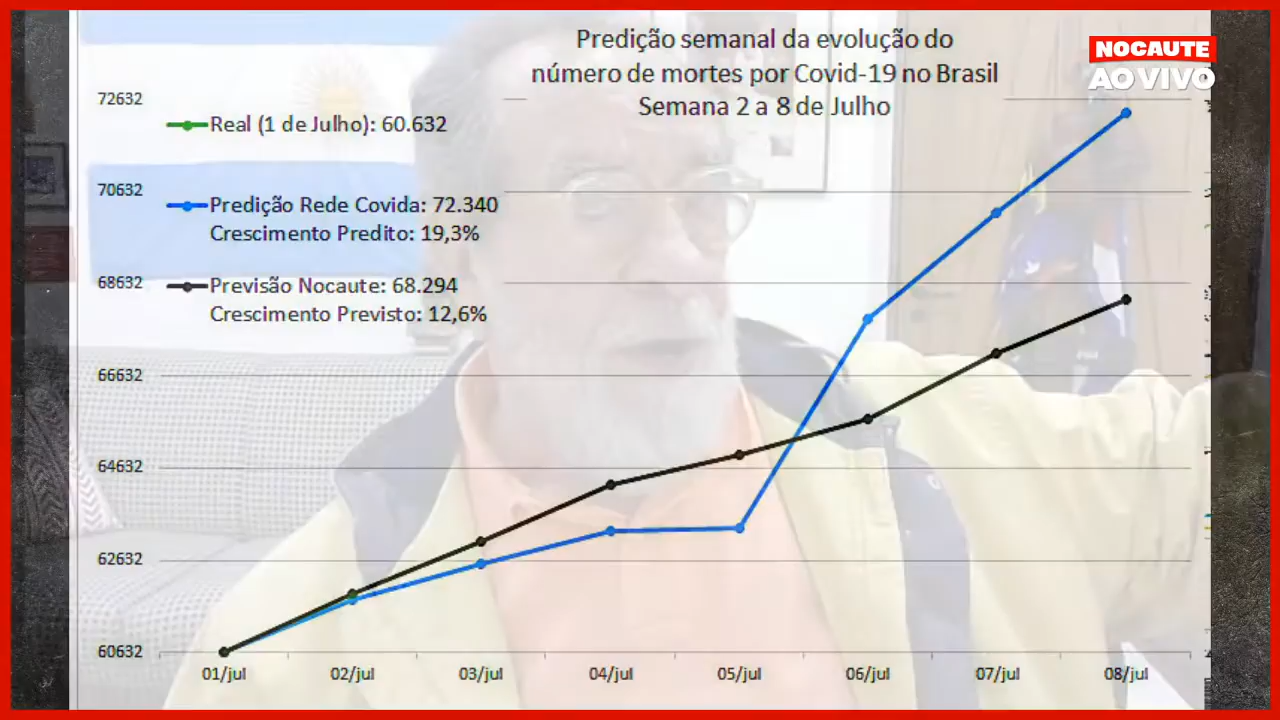 Predição semanal da evolução do
número de mortes por Covid-19 no Brasil
Semana 2 a 8 de Julho
NOCAUTE
AO VIVO
Real (1 de Julho): 60.632
Predição Rede Covida: 72.340
Crescimento Predito: 19,3%
Previsão Nocaute: 68.294
Crescimento Previsto: 12,6%
72632
70632
68632
66632
64632
62632
60632
01/jul 02/jul 03/jul 04/jul 05/jul 06/jul 07/jul 08/jul